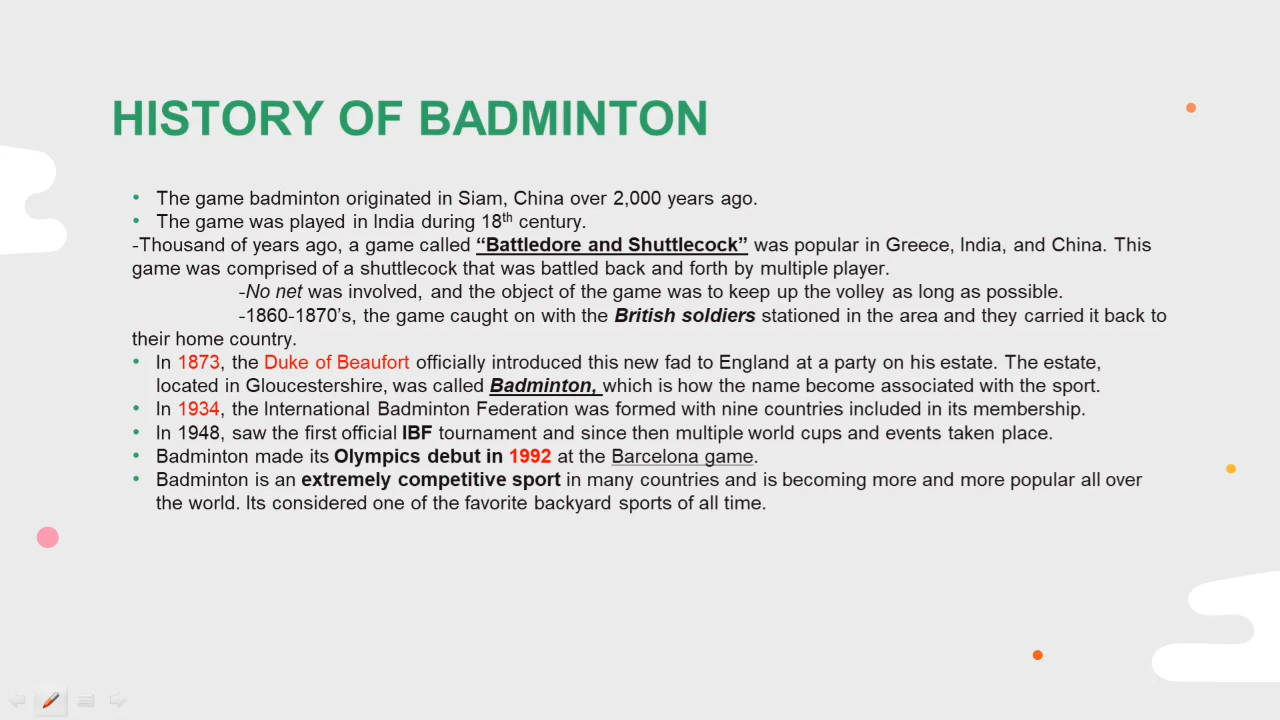 HISTORY OF BADMINTON
• The game badminton originated in Siam, China over 2,000 years ago.
• The game was played in India during 18th century.
-Thousand of years ago, a game called “Battledore and Shuttlecock” was popular in Greece, India, and China. This
game was comprised of a shuttlecock that was battled back and forth by multiple player.
-No net was involved, and the object of the game was to keep up the volley as long as possible.
-1860-1870’s, the game caught on with the British soldiers stationed in the area and they carried it back to
their home country.
• In 1873, the Duke of Beaufort officially introduced this new fad to England at a party on his estate. The estate,
located in Gloucestershire, was called Badminton, which is how the name become associated with the sport.
• In 1934, the International Badminton Federation was formed with nine countries included in its membership.
• In 1948, saw the first official IBF tournament and since then multiple world cups and events taken place.
• Badminton made its Olympics debut in 1992 at the Barcelona game.
• Badminton is an extremely competitive sport in many countries and is becoming more and more popular all over
the world. Its considered one of the favorite backyard sports of all time.